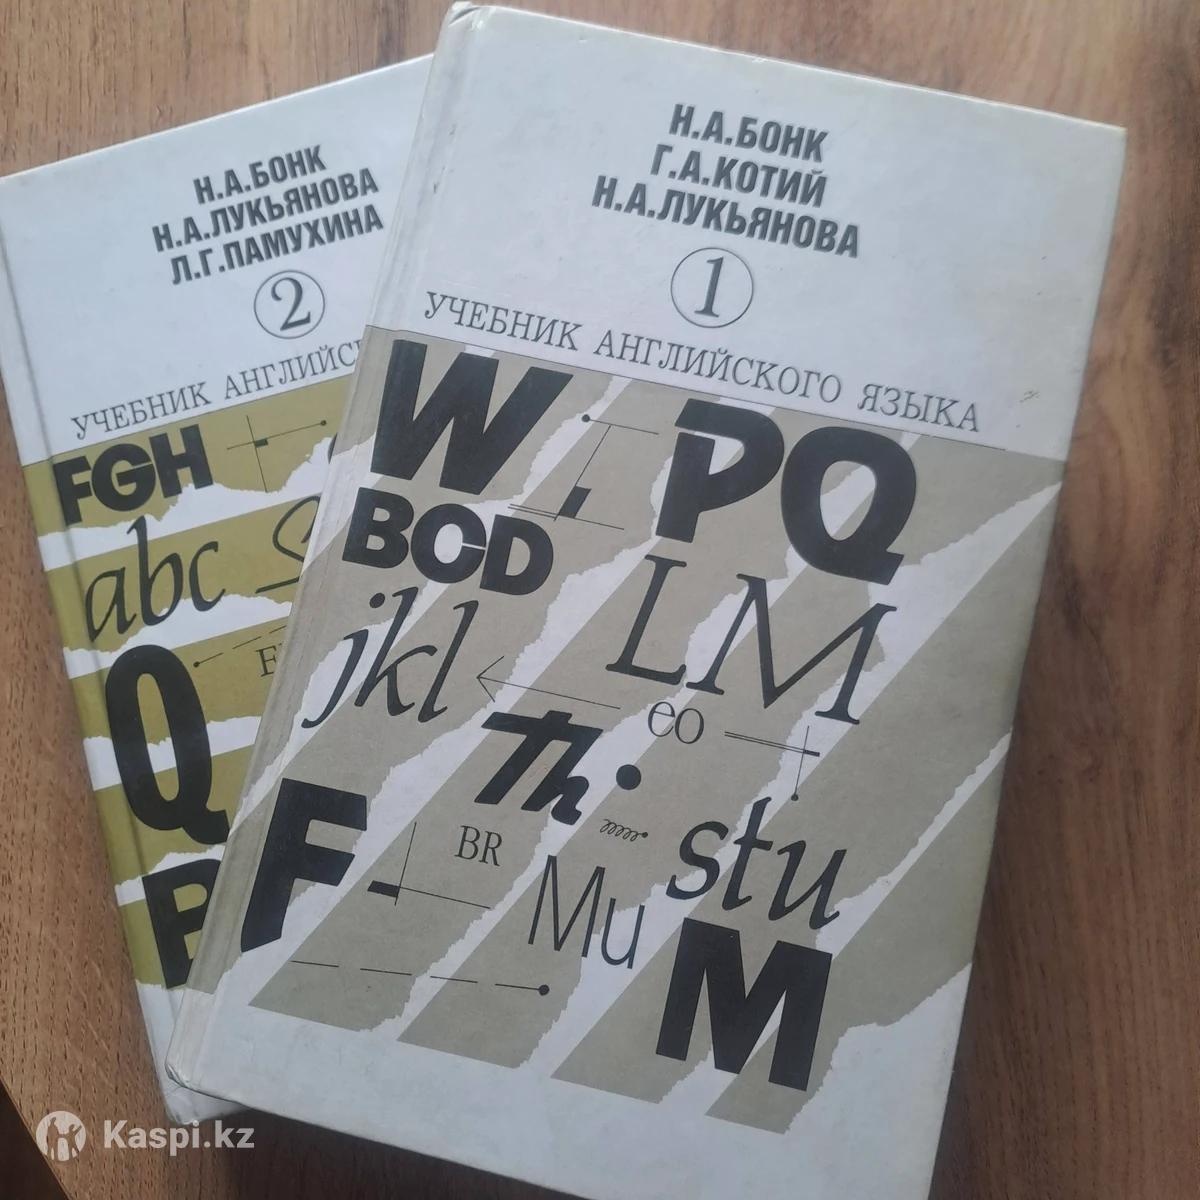 Н.А.БОНК
Н.А.ЛУКЬЯНОВА
Л.Г.ПАМУХИНА
2
УЧЕБНИК
FGH
abc
Q
Н.А.БОНК
Г.А.КОТИЙ
Н.А.ЛУКЬЯНОВА
1
УЧЕБНИК АНГЛИЙСКОГО ЯЗЫКА
W PQ
BCD
LM
jkl
eo
Th
F
BR
stu
Mu
M
Kaspi.kz